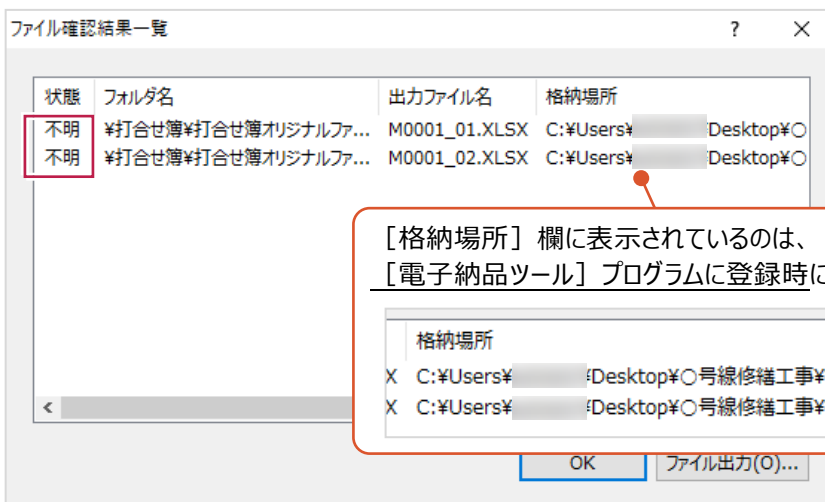 ファイル確認結果一覧 ? ×
状態 フォルダ名 出力ファイル名 格納場所
不明 ¥打合せ簿¥打合せ簿オリジナルファ... M0001_01.XLSX C:¥Users¥ Desktop¥○
不明 ¥打合せ簿¥打合せ簿オリジナルファ... M0001_02.XLSX C:¥Users¥ Desktop¥○
［格納場所］欄に表示されているのは、
［電子納品ツール］プログラムに登録時に
格納場所
X C:¥Users¥ ¥Desktop¥○号線修繕工事¥
X C:¥Users¥ ¥Desktop¥○号線修繕工事¥
OK ファイル出力(O)...